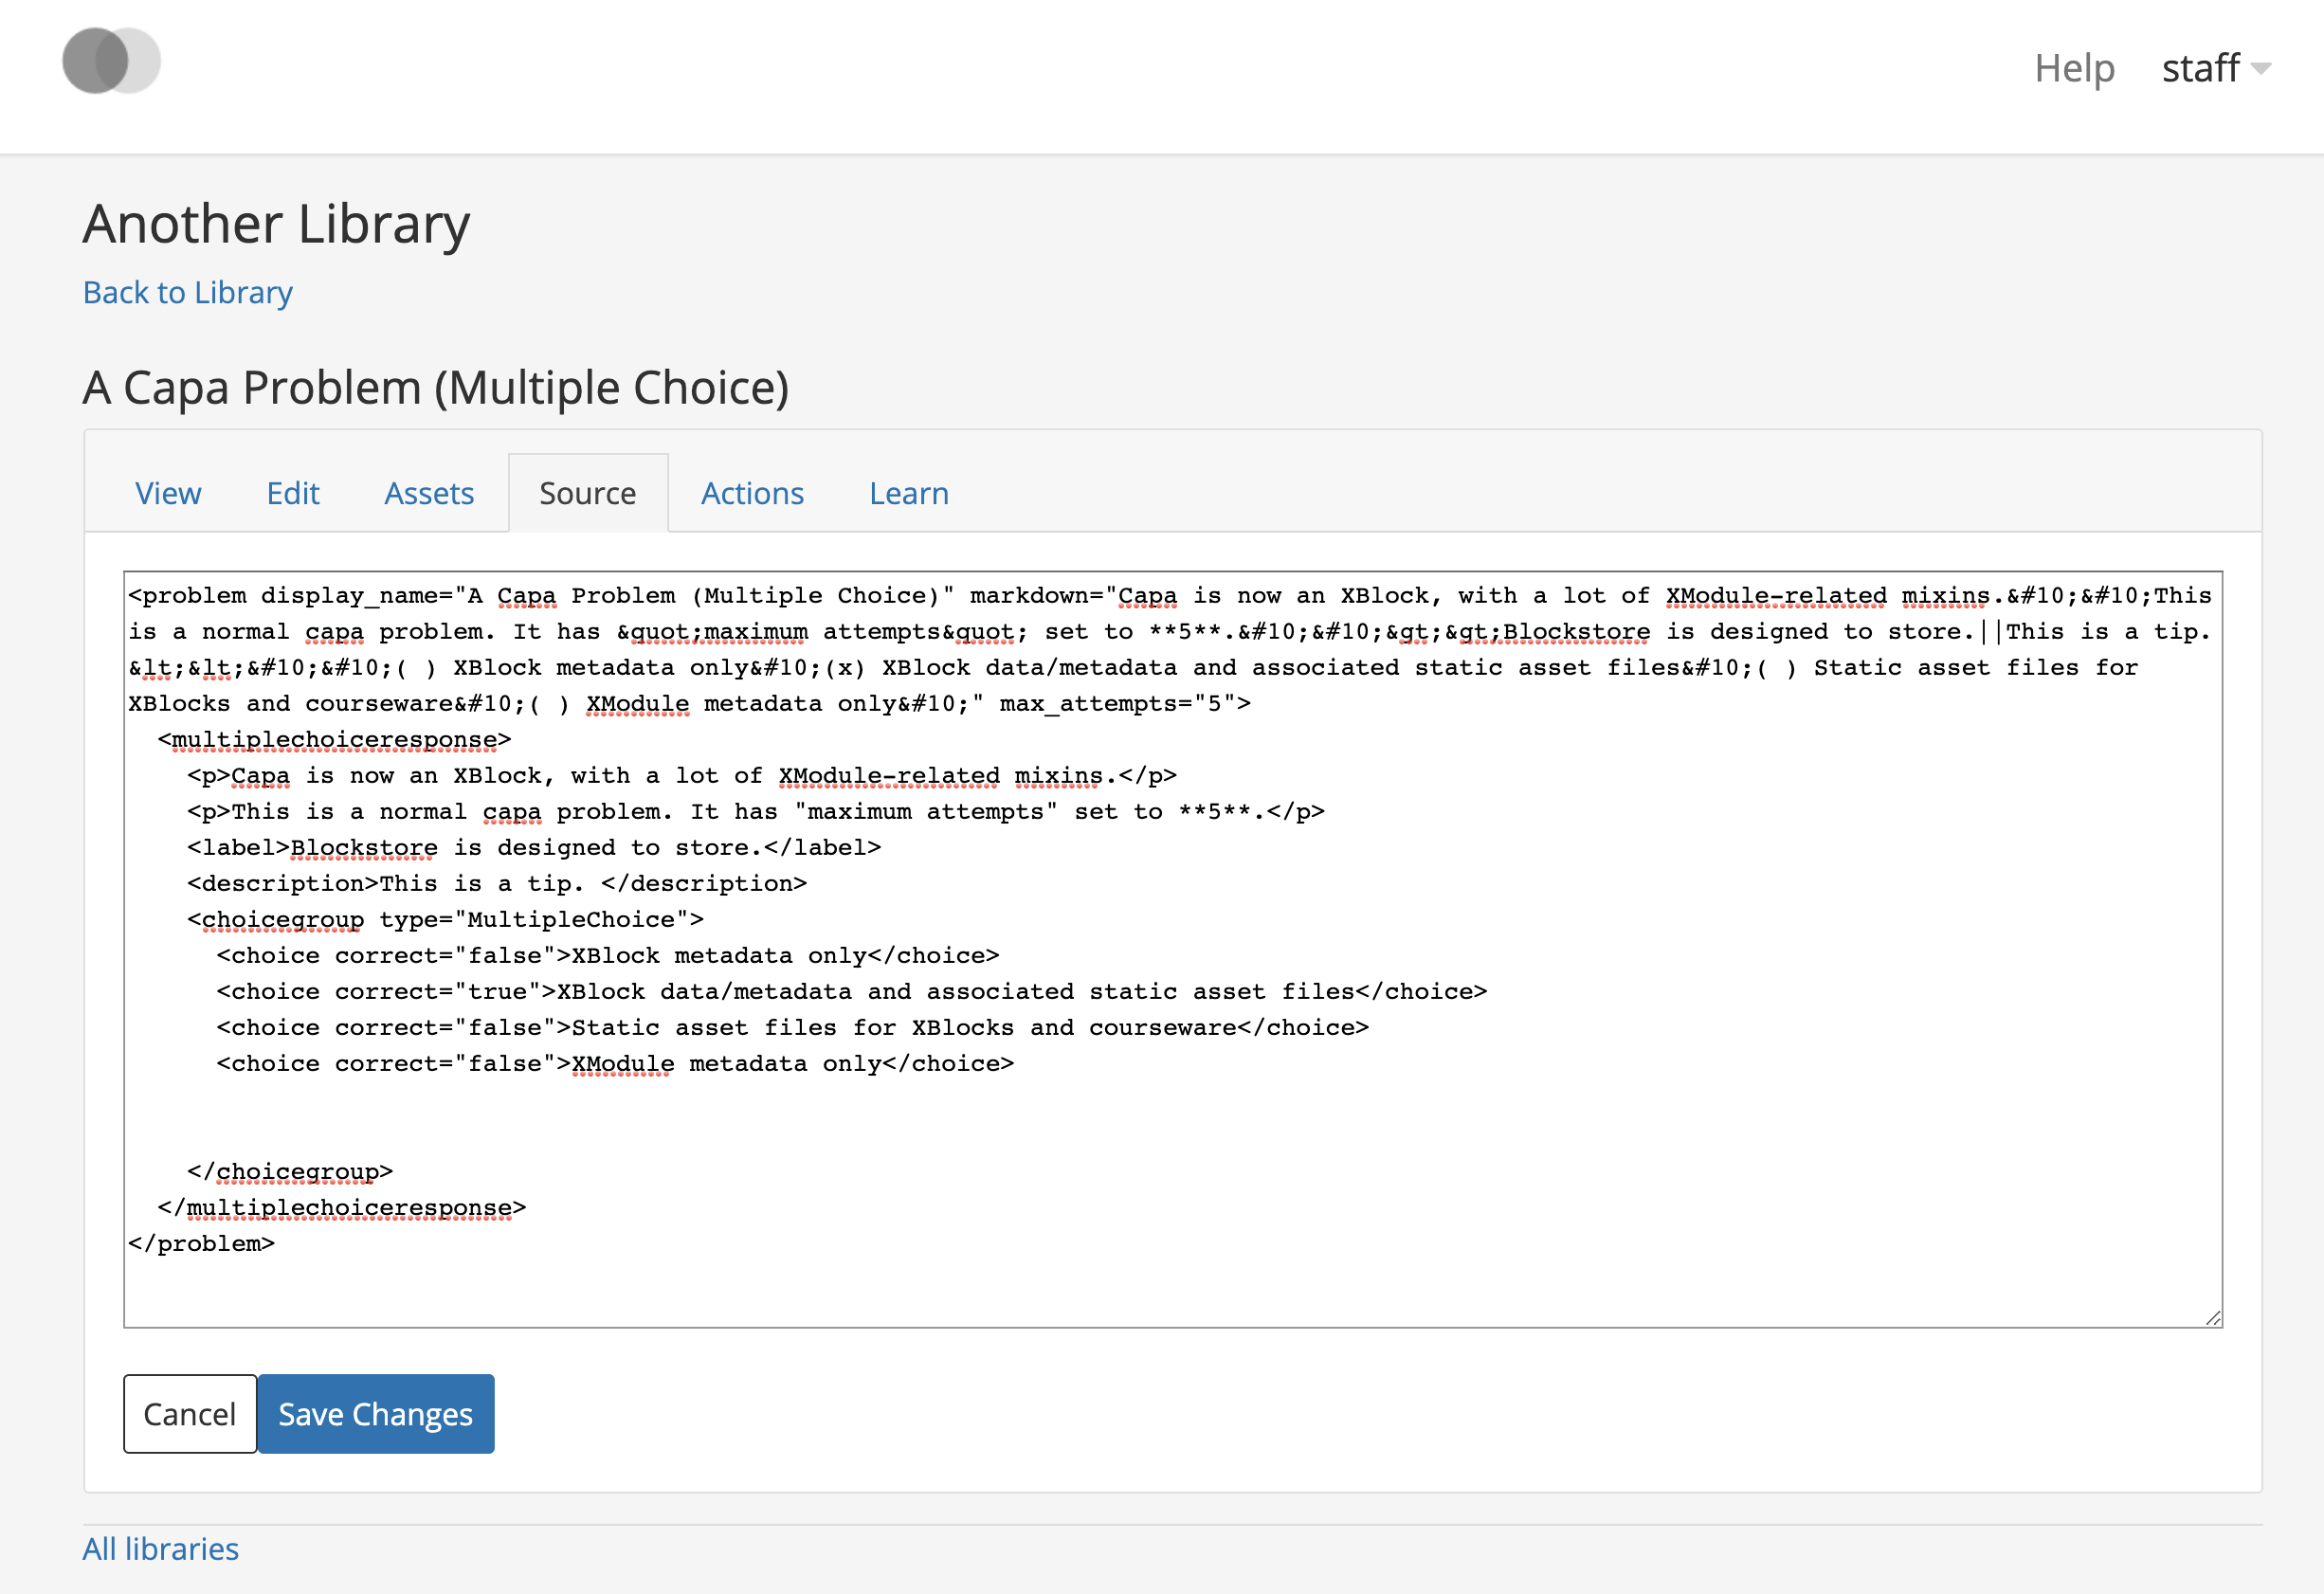 Help staff
Another Library
Back to Library
A Capa Problem (Multiple Choice)
View Edit Assets Source Actions Learn
<problem display_name="A Capa Problem (Multiple Choice)" markdown="Capa is now an XBlock, with a lot of XModule-related mixins.&#10;&#10;This
is a normal capa problem. It has &quot;maximum attempts&quot; set to **5**.&#10;&#10;&gt;&gt;Blockstore is designed to store.||This is a tip.
&lt;&lt;&#10;&#10;( ) XBlock metadata only&#10;(x) XBlock data/metadata and associated static asset files&#10;( ) Static asset files for
XBlocks and courseware&#10;( ) XModule metadata only&#10;" max_attempts="5">
  <multiplechoiceresponse>
    <p>Capa is now an XBlock, with a lot of XModule-related mixins.</p>
    <p>This is a normal capa problem. It has "maximum attempts" set to **5**.</p>
    <label>Blockstore is designed to store.</label>
    <description>This is a tip. </description>
    <choicegroup type="MultipleChoice">
      <choice correct="false">XBlock metadata only</choice>
      <choice correct="true">XBlock data/metadata and associated static asset files</choice>
      <choice correct="false">Static asset files for XBlocks and courseware</choice>
      <choice correct="false">XModule metadata only</choice>
    </choicegroup>
  </multiplechoiceresponse>
</problem>
Cancel Save Changes
All libraries